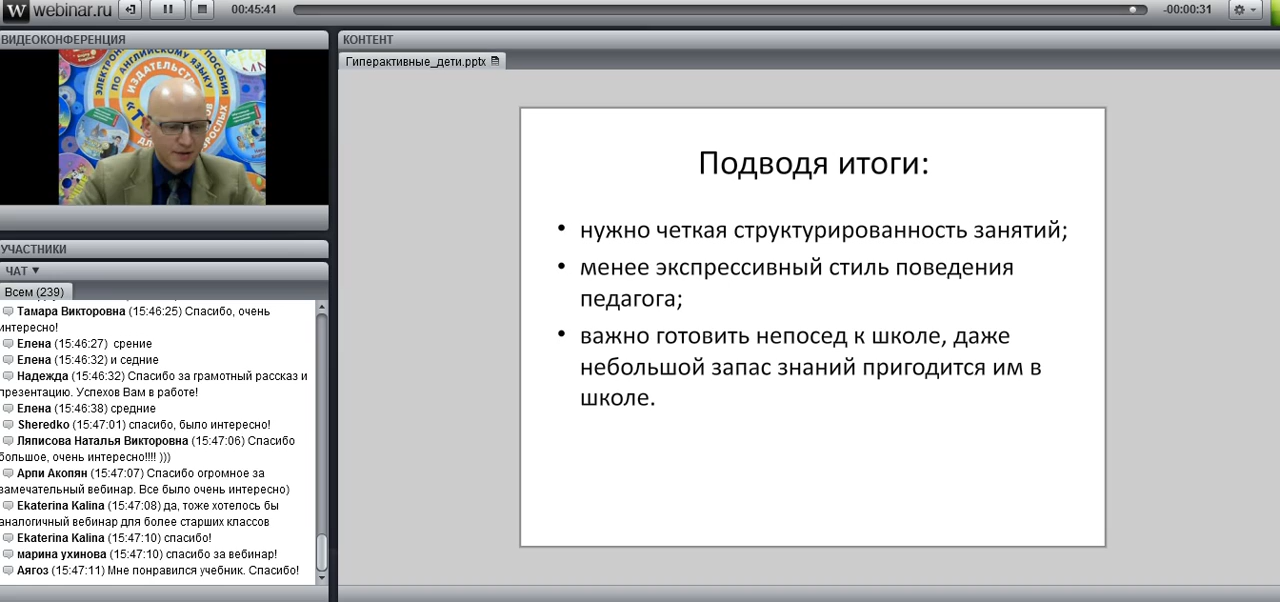 W webinar.ru
00:45:41
-00:00:31
ВИДЕОКОНФЕРЕНЦИЯ
ПО АНГЛИЙСКОМУ ЯЗЫКУ
ИЗДАТЕЛЬСТВ
УЧАСТНИКИ
ЧАТ ▼
Всем (239)
Тамара Викторовна (15:46:25) Спасибо, очень
интересно!
Елена (15:46:27) срение
Елена (15:46:32) и седние
Надежда (15:46:32) Спасибо за грамотный рассказ и
презентацию. Успехов Вам в работе!
Елена (15:46:38) средние
Sheredko (15:47:01) спасибо, было интересно!
Ляписова Наталья Викторовна (15:47:06) Спасибо
большое, очень интересно!!!! )))
Арпи Акопян (15:47:07) Спасибо огромное за
замечательный вебинар. Все было очень интересно)
Ekaterina Kalina (15:47:08) да, тоже хотелось бы
аналогичный вебинар для более старших классов
Ekaterina Kalina (15:47:10) спасибо!
марина ухинова (15:47:10) спасибо за вебинар!
Аягоз (15:47:11) Мне понравился учебник. Спасибо!
КОНТЕНТ
Гиперактивные_дети.pptx
Подводя итоги:
• нужно четкая структурированность занятий;
• менее экспрессивный стиль поведения
педагога;
• важно готовить непосед к школе, даже
небольшой запас знаний пригодится им в
школе.